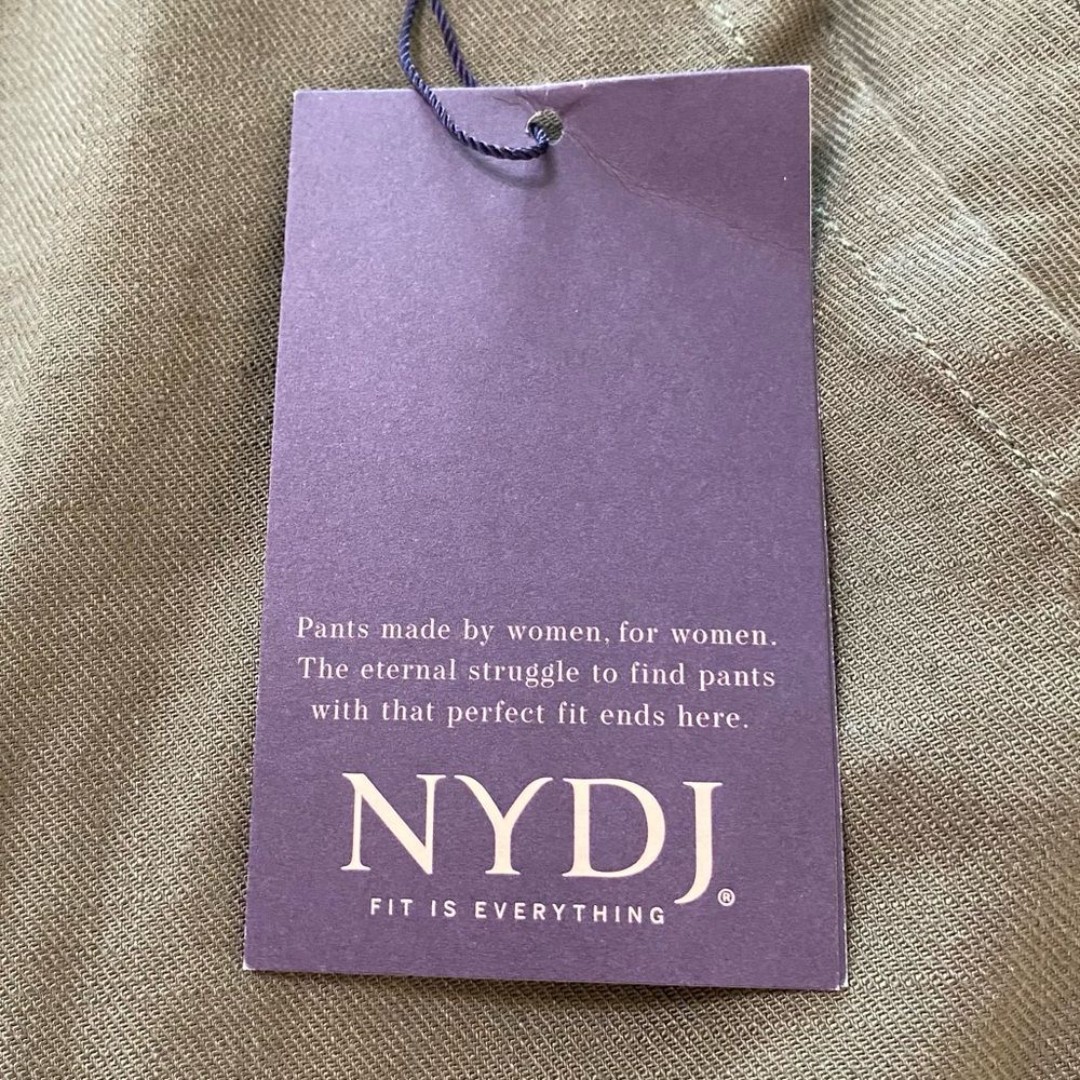 Pants made by women, for women.
The eternal struggle to find pants
with that perfect fit ends here.
NYDJ®
FIT IS EVERYTHING